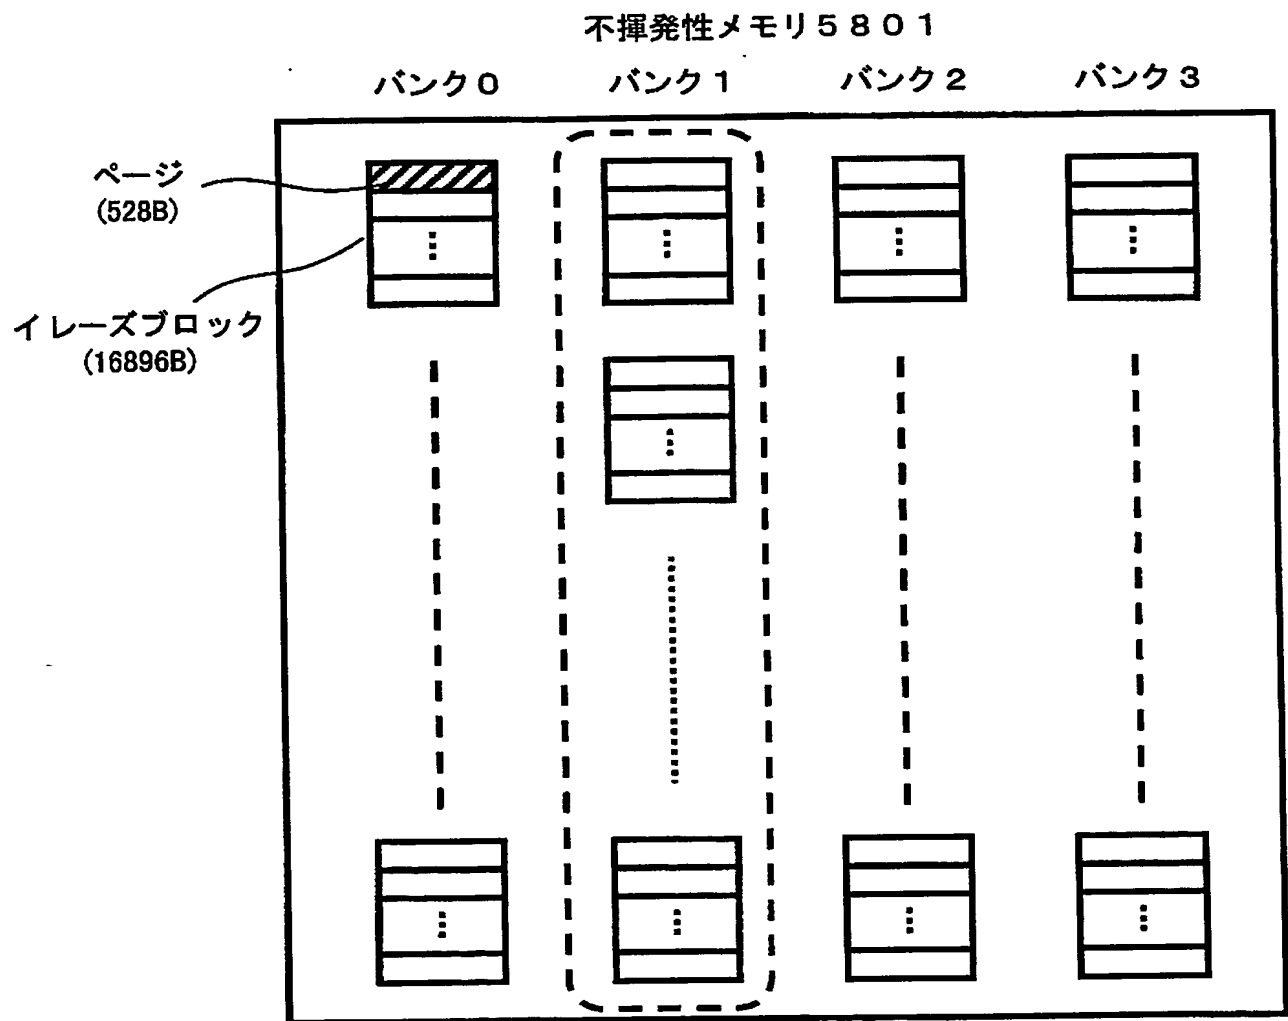 不揮発性メモリ５８０１
バンク０ バンク１ バンク２ バンク３
ページ
(528B)
イレーズブロック
(16896B)